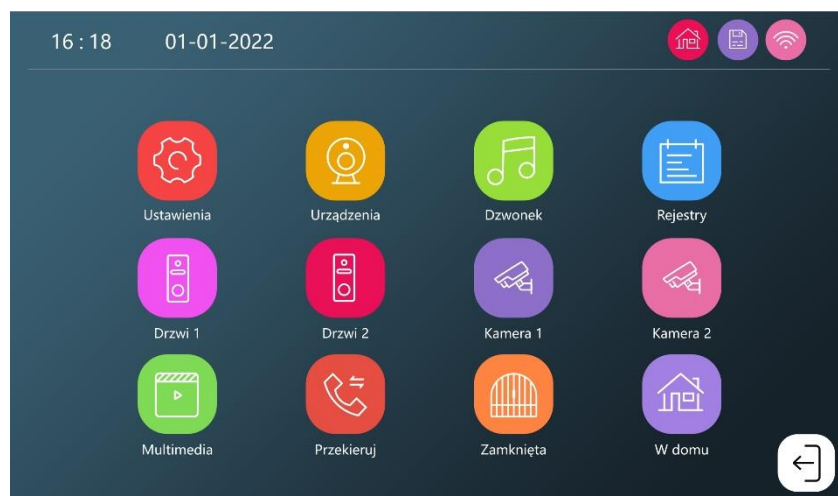 16 : 18 01-01-2022
Ustawienia Urządzenia Dzwonek Rejestry
Drzwi 1 Drzwi 2 Kamera 1 Kamera 2
Multimedia Przekieruj Zamknięta W domu